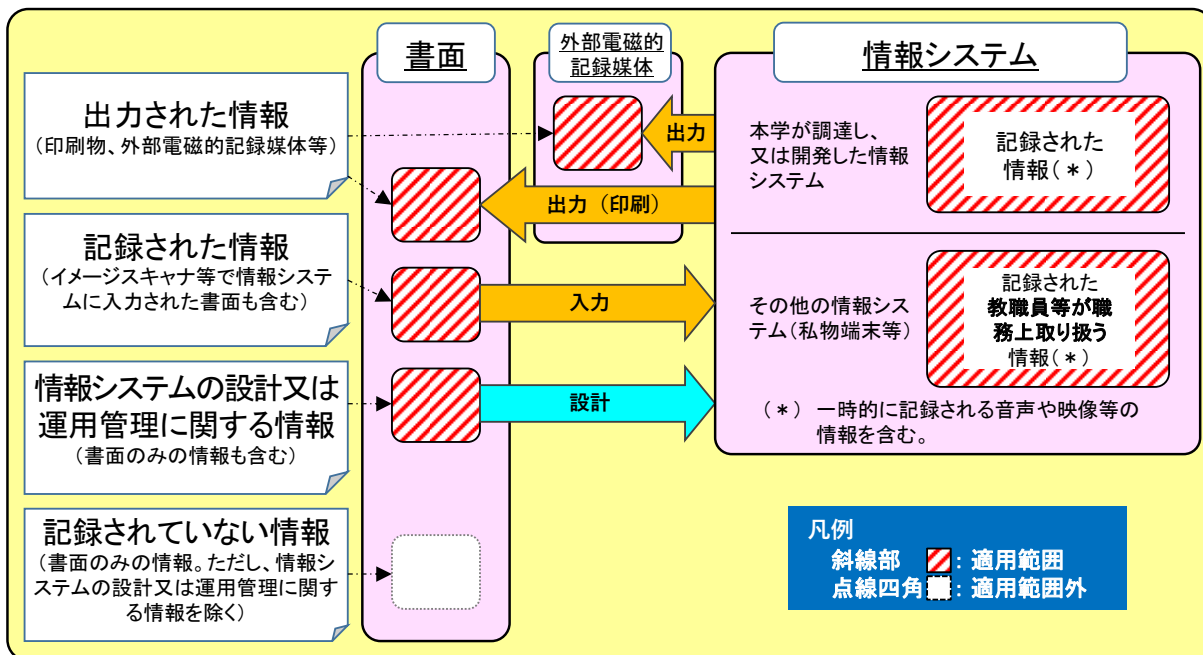 書面
外部電磁的
記録媒体
情報システム
出力された情報
(印刷物、外部電磁的記録媒体等)
出力
本学が調達し、
又は開発した情報
システム
記録された
情報(*)
出力（印刷）
記録された情報
(イメージスキャナ等で情報システ
ムに入力された書面も含む)
入力
その他の情報シス
テム(私物端末等)
記録された
教職員等が職
務上取り扱う
情報(*)
情報システムの設計又は
運用管理に関する情報
(書面のみの情報も含む)
設計
(*) 一時的に記録される音声や映像等の
情報を含む。
記録されていない情報
(書面のみの情報。ただし、情報シ
ステムの設計又は運用管理に関す
る情報を除く)
凡例
斜線部 : 適用範囲
点線四角 : 適用範囲外